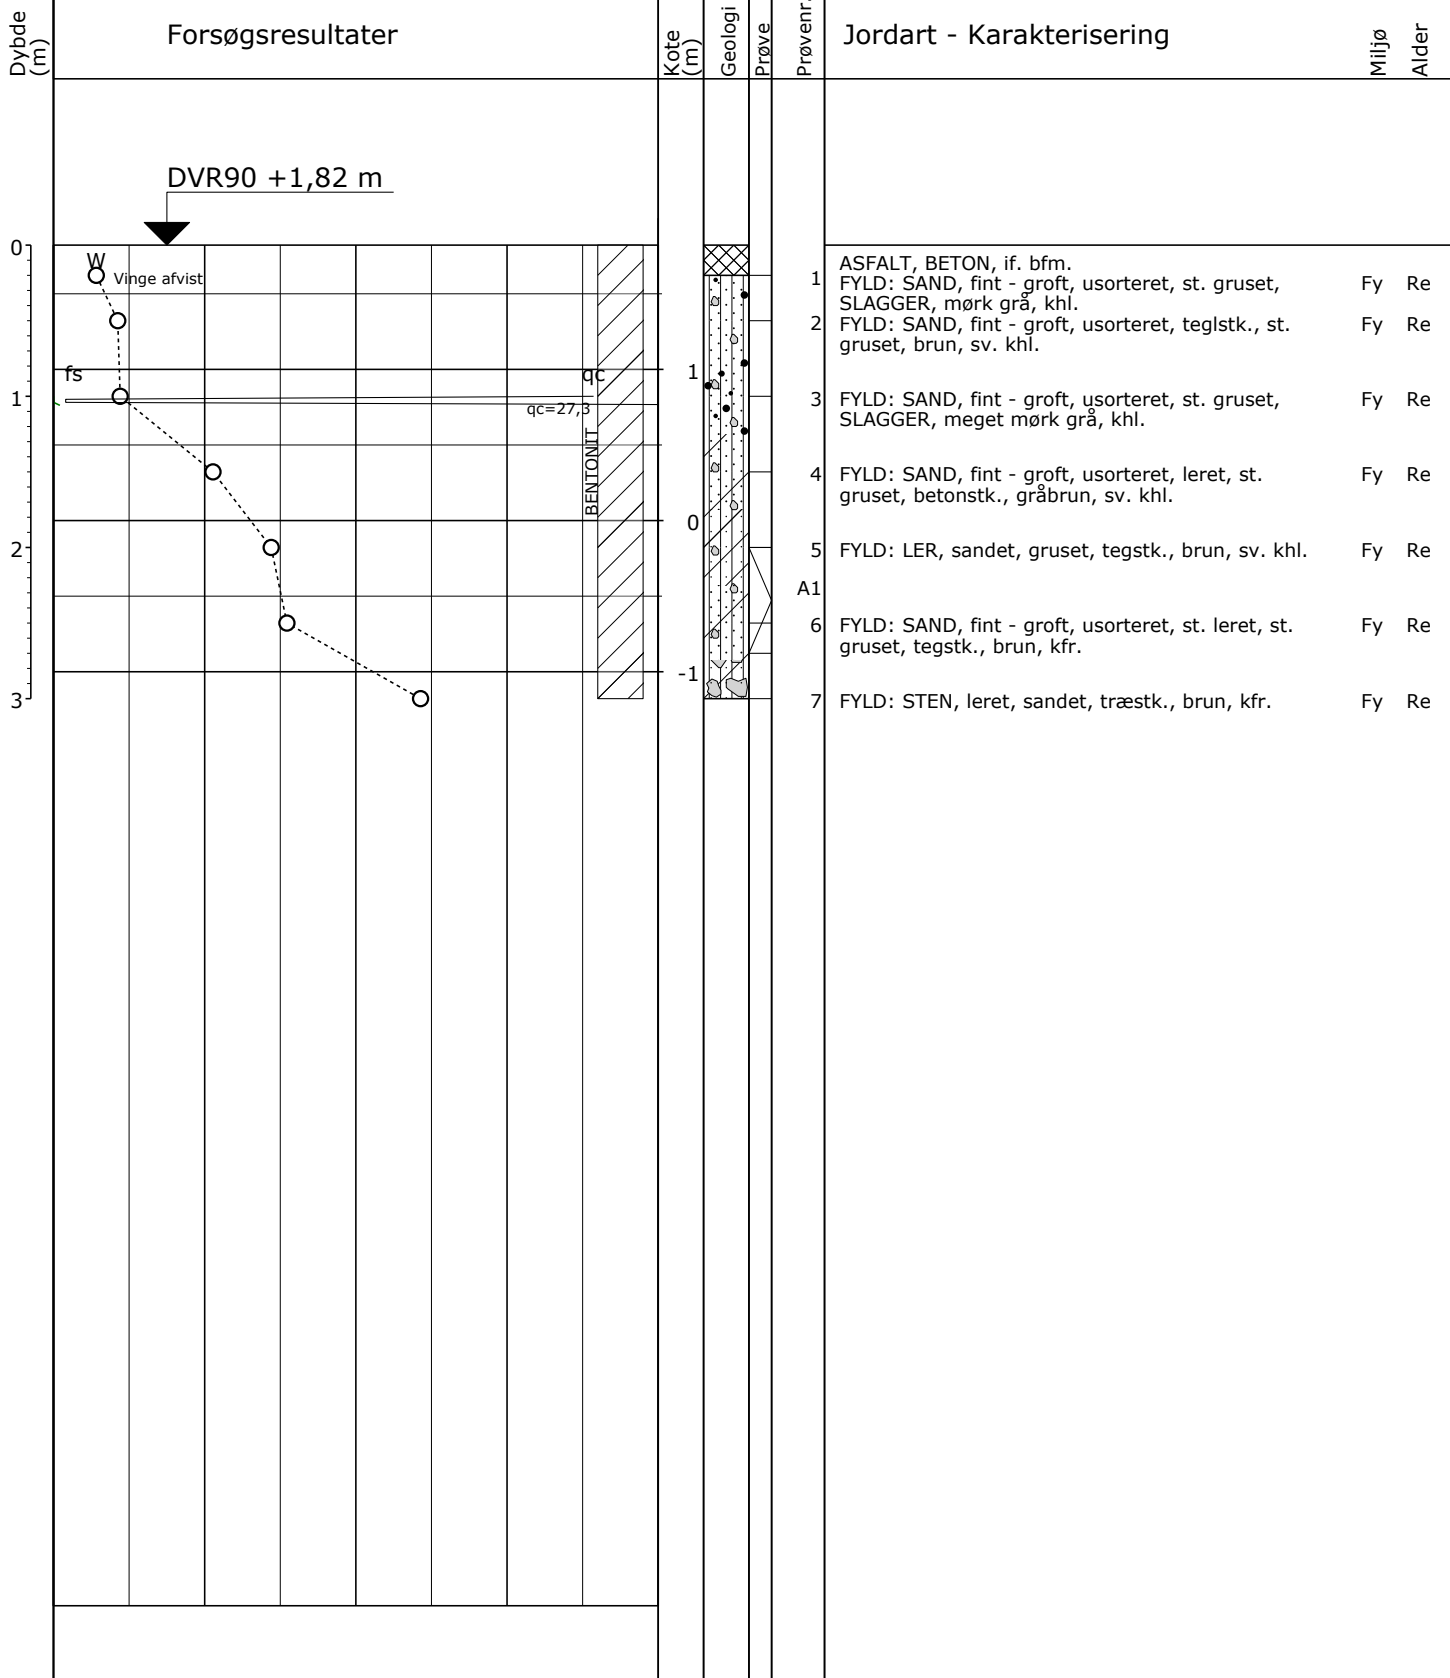 Dybde
(m)
Forsøgsresultater
Kote
(m)
Geologi
Prøve
Prøvenr.
Jordart - Karakterisering
Miljø
Alder
DVR90 +1,82 m
0
W
Vinge afvist
ASFALT, BETON, if. bfm.
1
FYLD: SAND, fint - groft, usorteret, st. gruset,
SLAGGER, mørk grå, khl.
Fy
Re
2
FYLD: SAND, fint - groft, usorteret, teglstk., st.
gruset, brun, sv. khl.
Fy
Re
fs
qc
1
1
qc=27,3
3
FYLD: SAND, fint - groft, usorteret, st. gruset,
SLAGGER, meget mørk grå, khl.
Fy
Re
BENTONIT
4
FYLD: SAND, fint - groft, usorteret, leret, st.
gruset, betonstk., gråbrun, sv. khl.
Fy
Re
0
2
5
FYLD: LER, sandet, gruset, tegstk., brun, sv. khl.
Fy
Re
A1
6
FYLD: SAND, fint - groft, usorteret, st. leret, st.
gruset, tegstk., brun, kfr.
Fy
Re
-1
3
7
FYLD: STEN, leret, sandet, træstk., brun, kfr.
Fy
Re